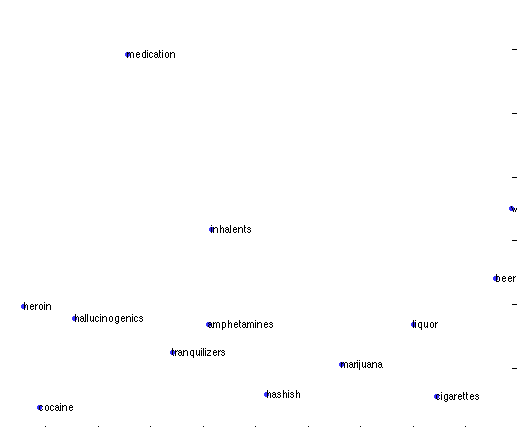 medication
inhalents
beer
heroin
hallucinogenics
amphetamines
liquor
tranquilizers
marijuana
hashish
cigarettes
cocaine